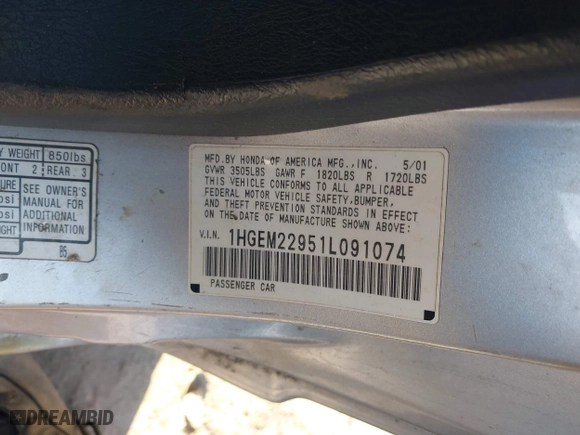 Y WEIGHT 850lbs
ONT 2 REAR 3
SURE
SEE OWNER'S
MANUAL FOR
ADDITIONAL
INFORMATION
psi
psi
B5
MFD.BY HONDA OF AMERICA MFG.,INC. 5/01
GVWR 3505LBS GAWR F 1820LBS R 1720LBS
THIS VEHICLE CONFORMS TO ALL APPLICABLE
FEDERAL MOTOR VEHICLE SAFETY,BUMPER,
AND THEFT PREVENTION STANDARDS IN EFFECT
ON THE DATE OF MANUFACTURE SHOWN ABOVE:
V.I.N. 1HGEM22951L091074
PASSENGER CAR
DREAMBID